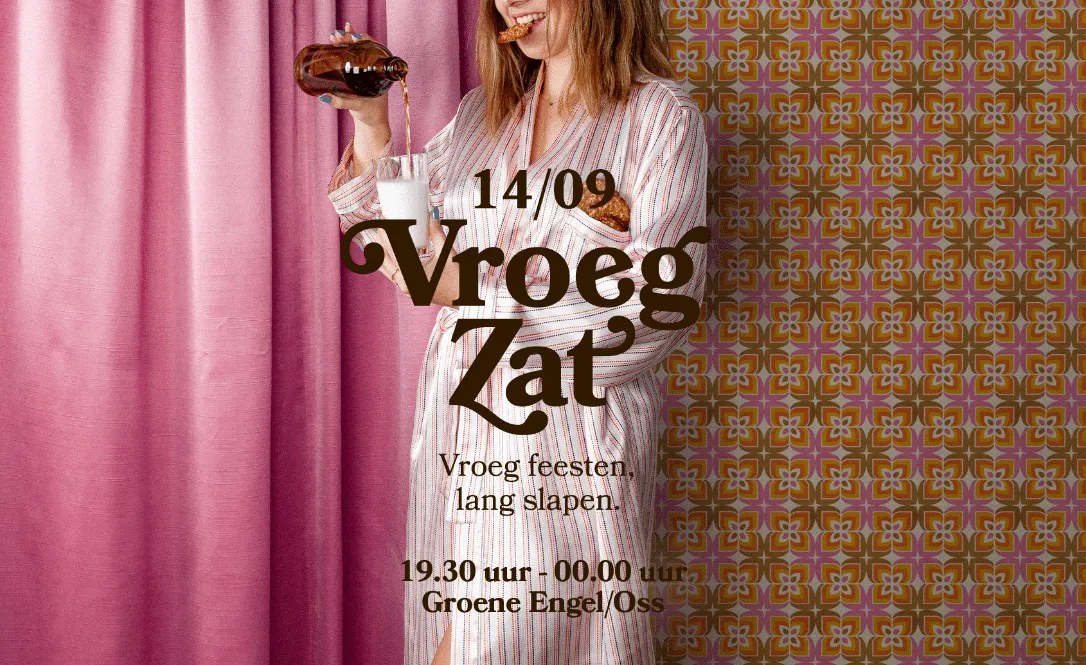 14/09
Vroeg
Zat
Vroeg feesten,
lang slapen.
19.30 uur - 00.00 uur
Groene Engel/Oss